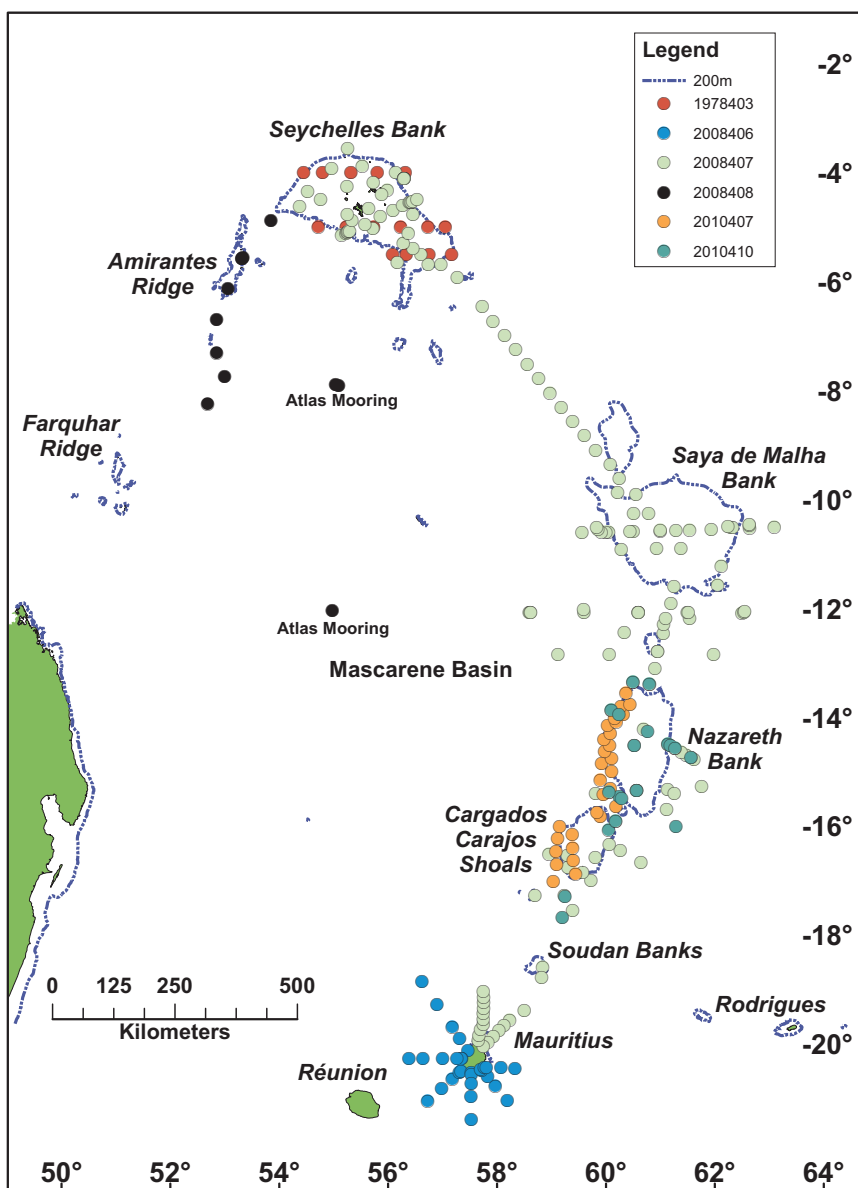 Legend
200m
1978403
2008406
2008407
2008408
2010407
2010410
-2°
-4°
-6°
-8°
-10°
-12°
-14°
-16°
-18°
-20°
Seychelles Bank
Amirantes
Ridge
Atlas Mooring
Farquhar
Ridge
Saya de Malha
Bank
Atlas Mooring
Mascarene Basin
Nazareth
Bank
Cargados
Carajos
Shoals
Soudan Banks
0 125 250 500
Kilometers
Rodrigues
Mauritius
Réunion
50° 52° 54° 56° 58° 60° 62° 64°